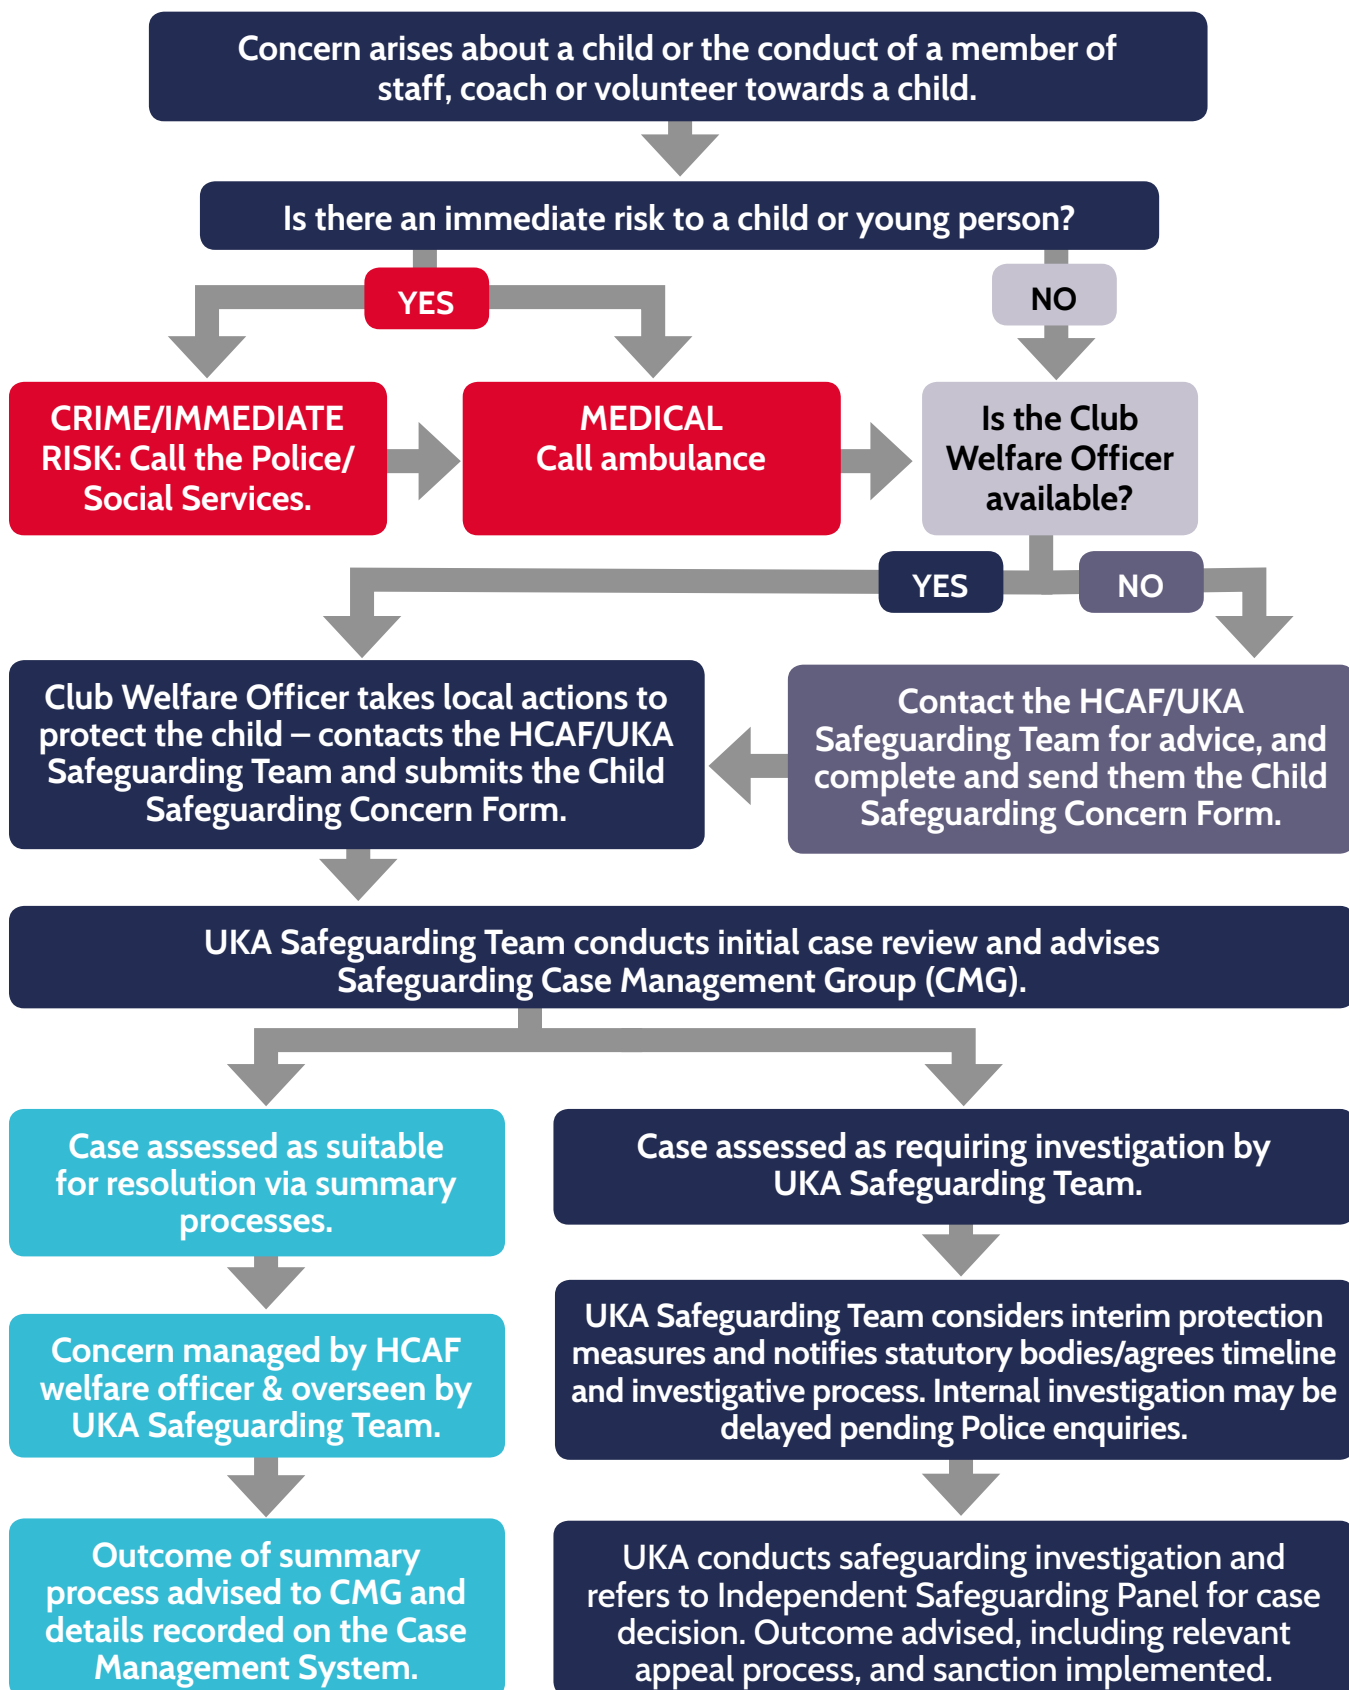 Concern arises about a child or the conduct of a member of
staff, coach or volunteer towards a child.
Is there an immediate risk to a child or young person?
YES
NO
CRIME/IMMEDIATE
RISK: Call the Police/
Social Services.
MEDICAL
Call ambulance
Is the Club
Welfare Officer
available?
YES
NO
Club Welfare Officer takes local actions to
protect the child – contacts the HCAF/UKA
Safeguarding Team and submits the Child
Safeguarding Concern Form.
Contact the HCAF/UKA
Safeguarding Team for advice, and
complete and send them the Child
Safeguarding Concern Form.
UKA Safeguarding Team conducts initial case review and advises
Safeguarding Case Management Group (CMG).
Case assessed as suitable
for resolution via summary
processes.
Case assessed as requiring investigation by
UKA Safeguarding Team.
Concern managed by HCAF
welfare officer & overseen by
UKA Safeguarding Team.
UKA Safeguarding Team considers interim protection
measures and notifies statutory bodies/agrees timeline
and investigative process. Internal investigation may be
delayed pending Police enquiries.
Outcome of summary
process advised to CMG and
details recorded on the Case
Management System.
UKA conducts safeguarding investigation and
refers to Independent Safeguarding Panel for case
decision. Outcome advised, including relevant
appeal process, and sanction implemented.